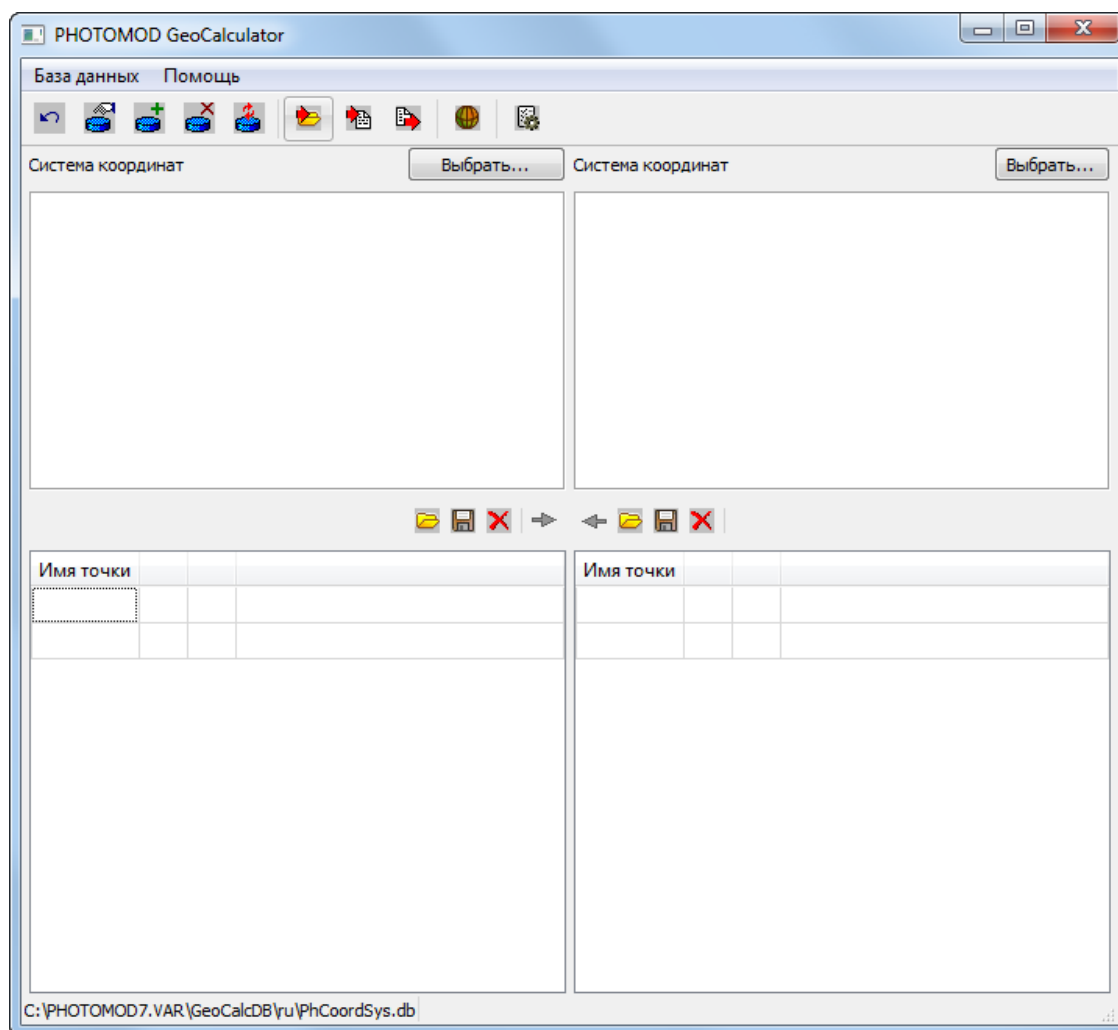 PHOTOMOD GeoCalculator
База данных Помощь
Система координат Выбрать... Система координат Выбрать...
Имя точки Имя точки
C:\PHOTOMOD7.VAR\GeoCalcDB\ru\PhCoordSys.db